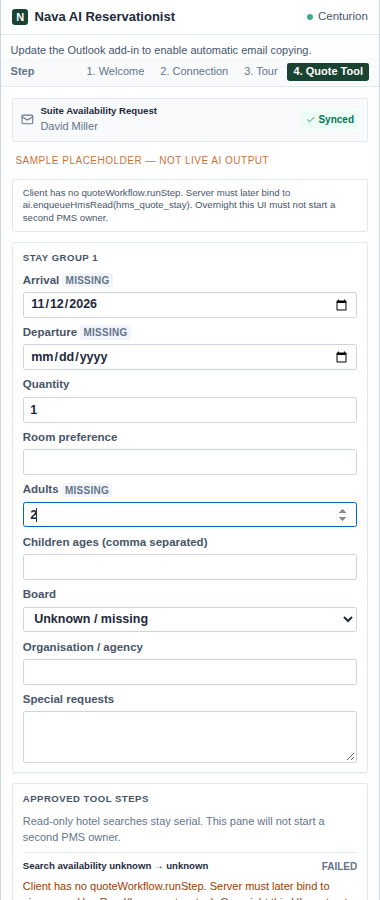 N Nava AI Reservationist Centurion
Update the Outlook add-in to enable automatic email copying.
Step 1. Welcome 2. Connection 3. Tour 4. Quote Tool
Suite Availability Request
David Miller
Synced
SAMPLE PLACEHOLDER — NOT LIVE AI OUTPUT
Client has no quoteWorkflow.runStep. Server must later bind to
ai.enqueueHmsRead(hms_quote_stay). Overnight this UI must not start a
second PMS owner.
STAY GROUP 1
Arrival MISSING
11/12/2026
Departure MISSING
mm/dd/yyyy
Quantity
1
Room preference
Adults MISSING
2
Children ages (comma separated)
Board
Unknown / missing
Organisation / agency
Special requests
APPROVED TOOL STEPS
Read-only hotel searches stay serial. This pane will not start a
second PMS owner.
Search availability unknown → unknown FAILED
Client has no quoteWorkflow.runStep. Server must later bind to